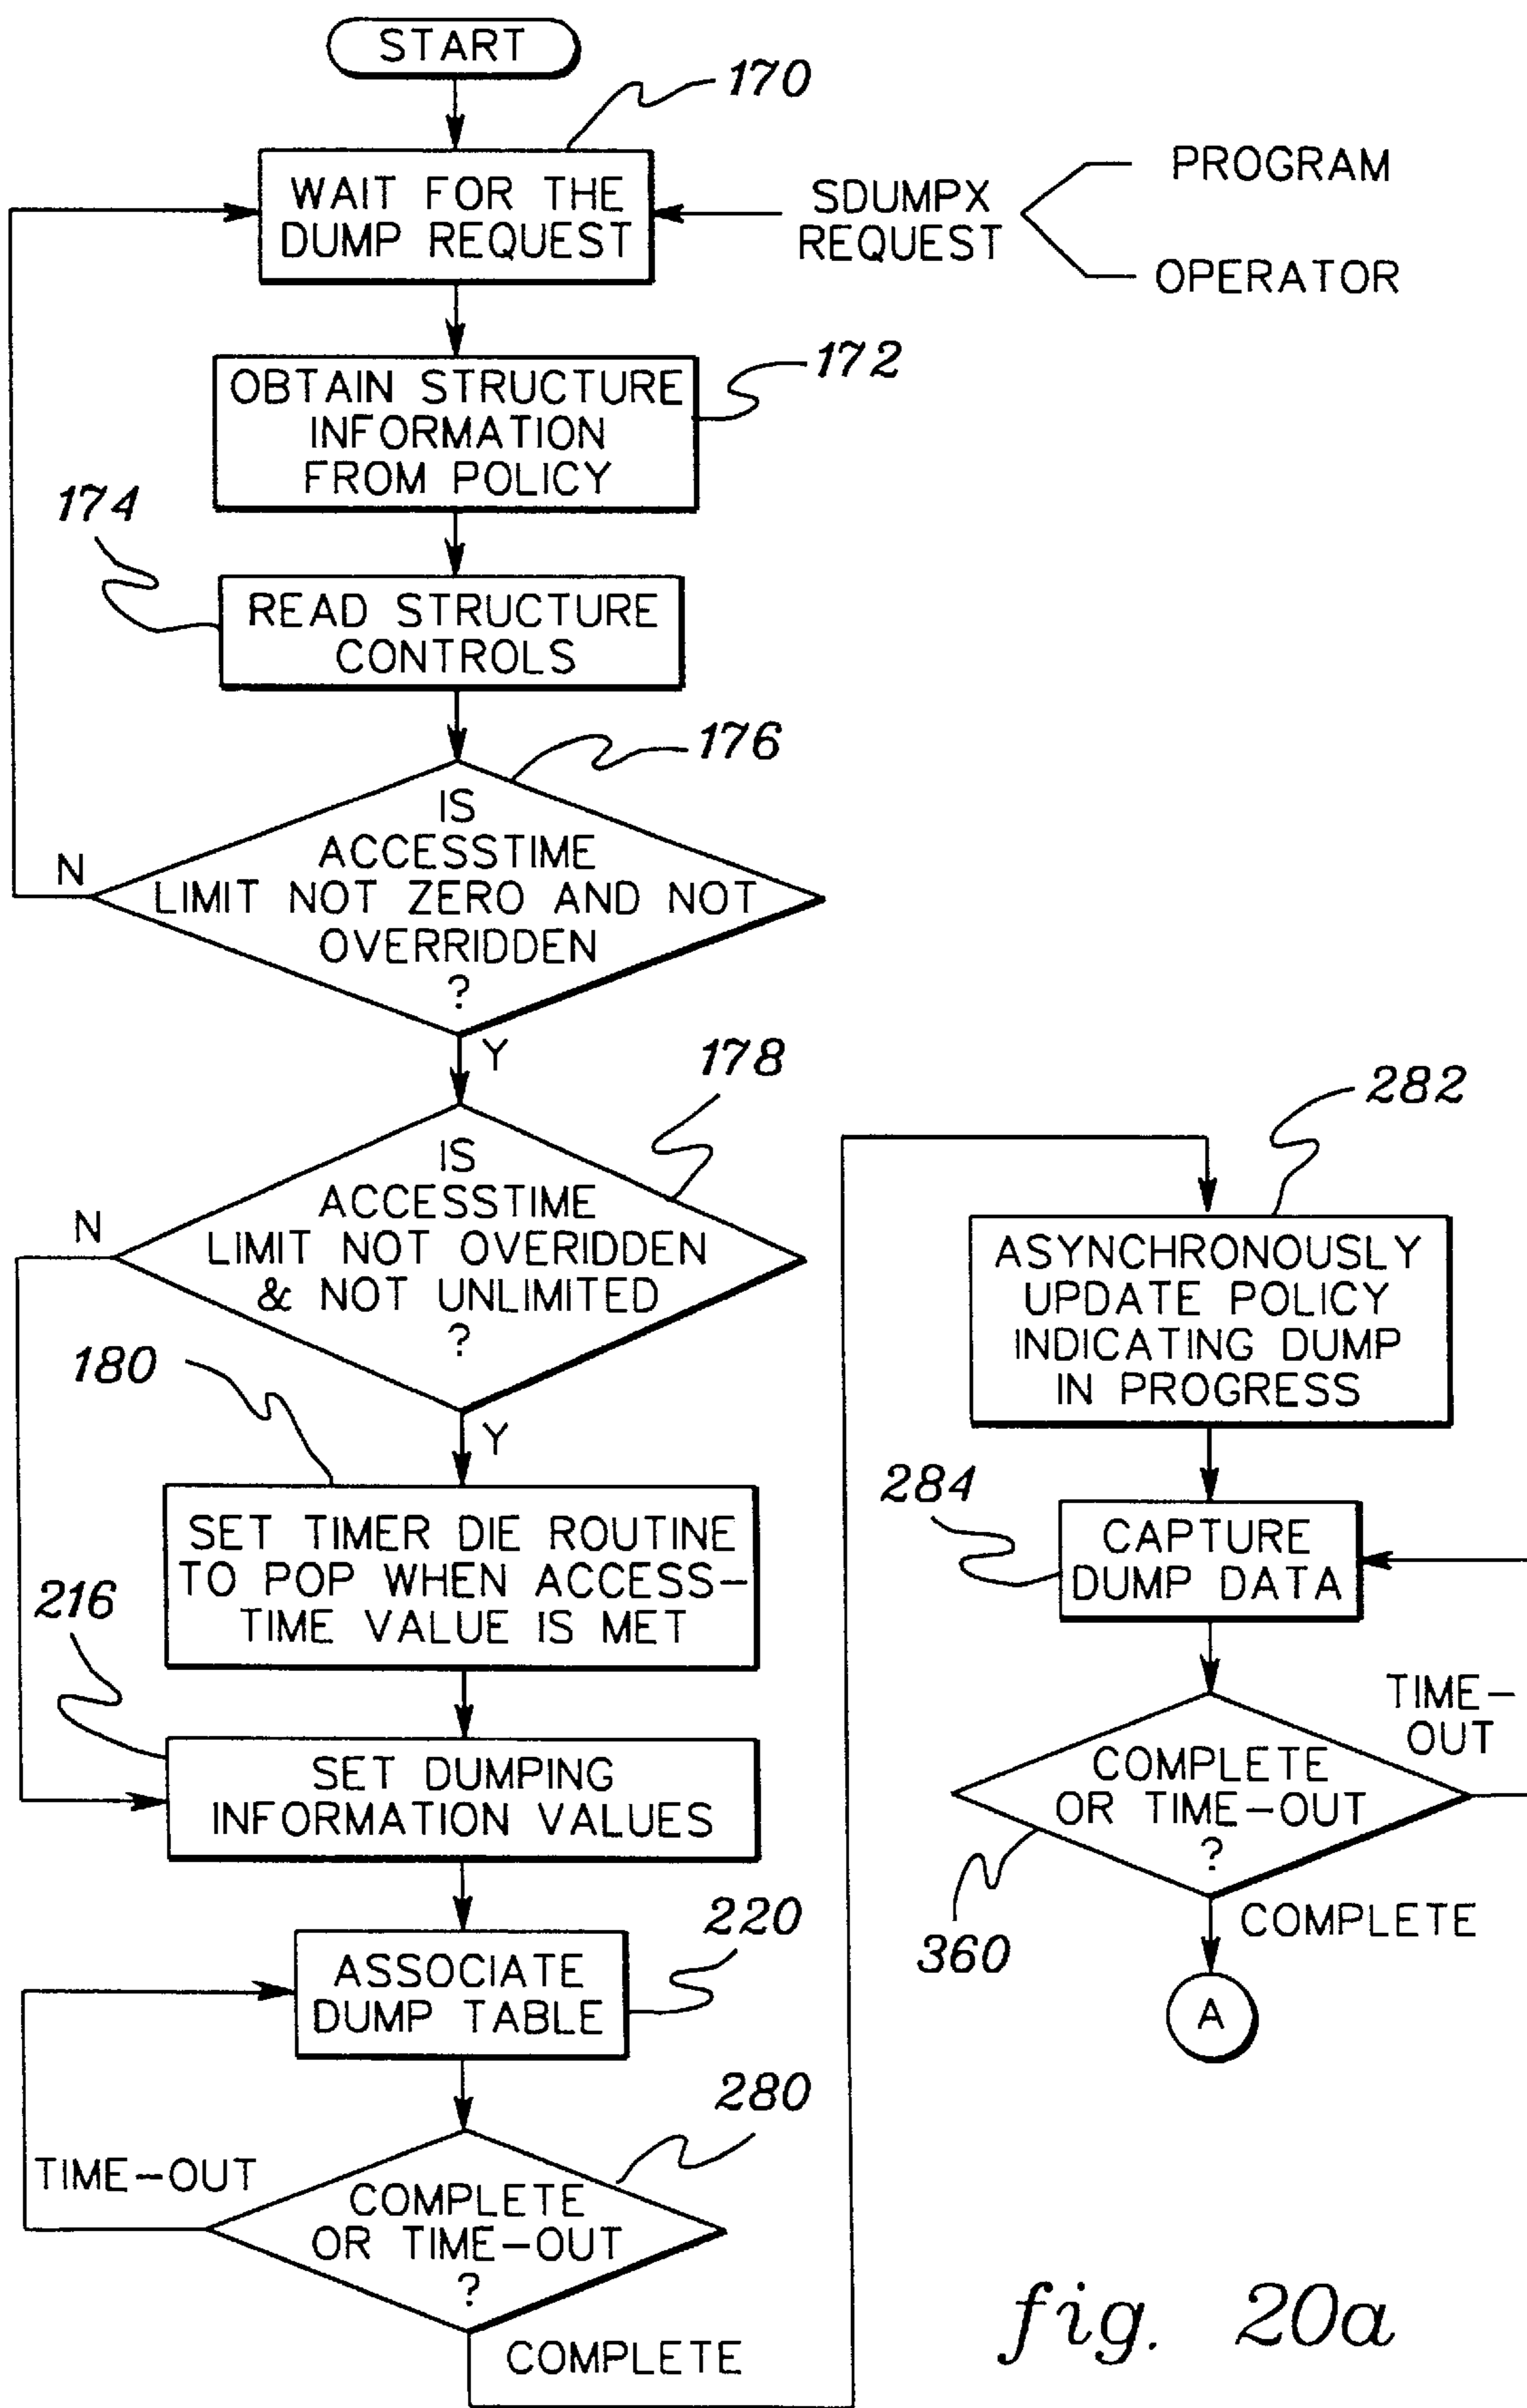 START
170
WAIT FOR THE
DUMP REQUEST
SDUMPX
REQUEST
PROGRAM
OPERATOR
172
OBTAIN STRUCTURE
INFORMATION
FROM POLICY
174
READ STRUCTURE
CONTROLS
176
IS
ACCESSTIME
LIMIT NOT ZERO AND NOT
OVERRIDDEN
?
N
Y
178
IS
ACCESSTIME
LIMIT NOT OVERIDDEN
& NOT UNLIMITED
?
N
Y
180
SET TIMER DIE ROUTINE
TO POP WHEN ACCESS-
TIME VALUE IS MET
216
SET DUMPING
INFORMATION VALUES
220
ASSOCIATE
DUMP TABLE
280
TIME-OUT
COMPLETE
OR TIME-OUT
?
COMPLETE
282
ASYNCHRONOUSLY
UPDATE POLICY
INDICATING DUMP
IN PROGRESS
284
CAPTURE
DUMP DATA
TIME-
OUT
COMPLETE
OR TIME-OUT
?
360
COMPLETE
A
fig. 20a